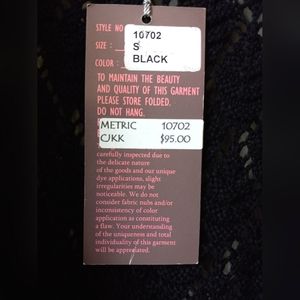 STYLE NO
10702
SIZE :
S
COLOR :
BLACK
TO MAINTAIN THE BEAUTY
AND QUALITY OF THIS GARMENT
PLEASE STORE FOLDED.
DO NOT HANG.
METRIC 10702
CJKK $95.00
carefully inspected due to
the delicate nature
of the goods and our unique
dye applications, slight
irregularities may be
noticeable. We do not
consider fabric nubs and/or
inconsistency of color
application as constituting
a flaw. Your understanding
of the uniqueness and total
individuality of this garment
will be appreciated.